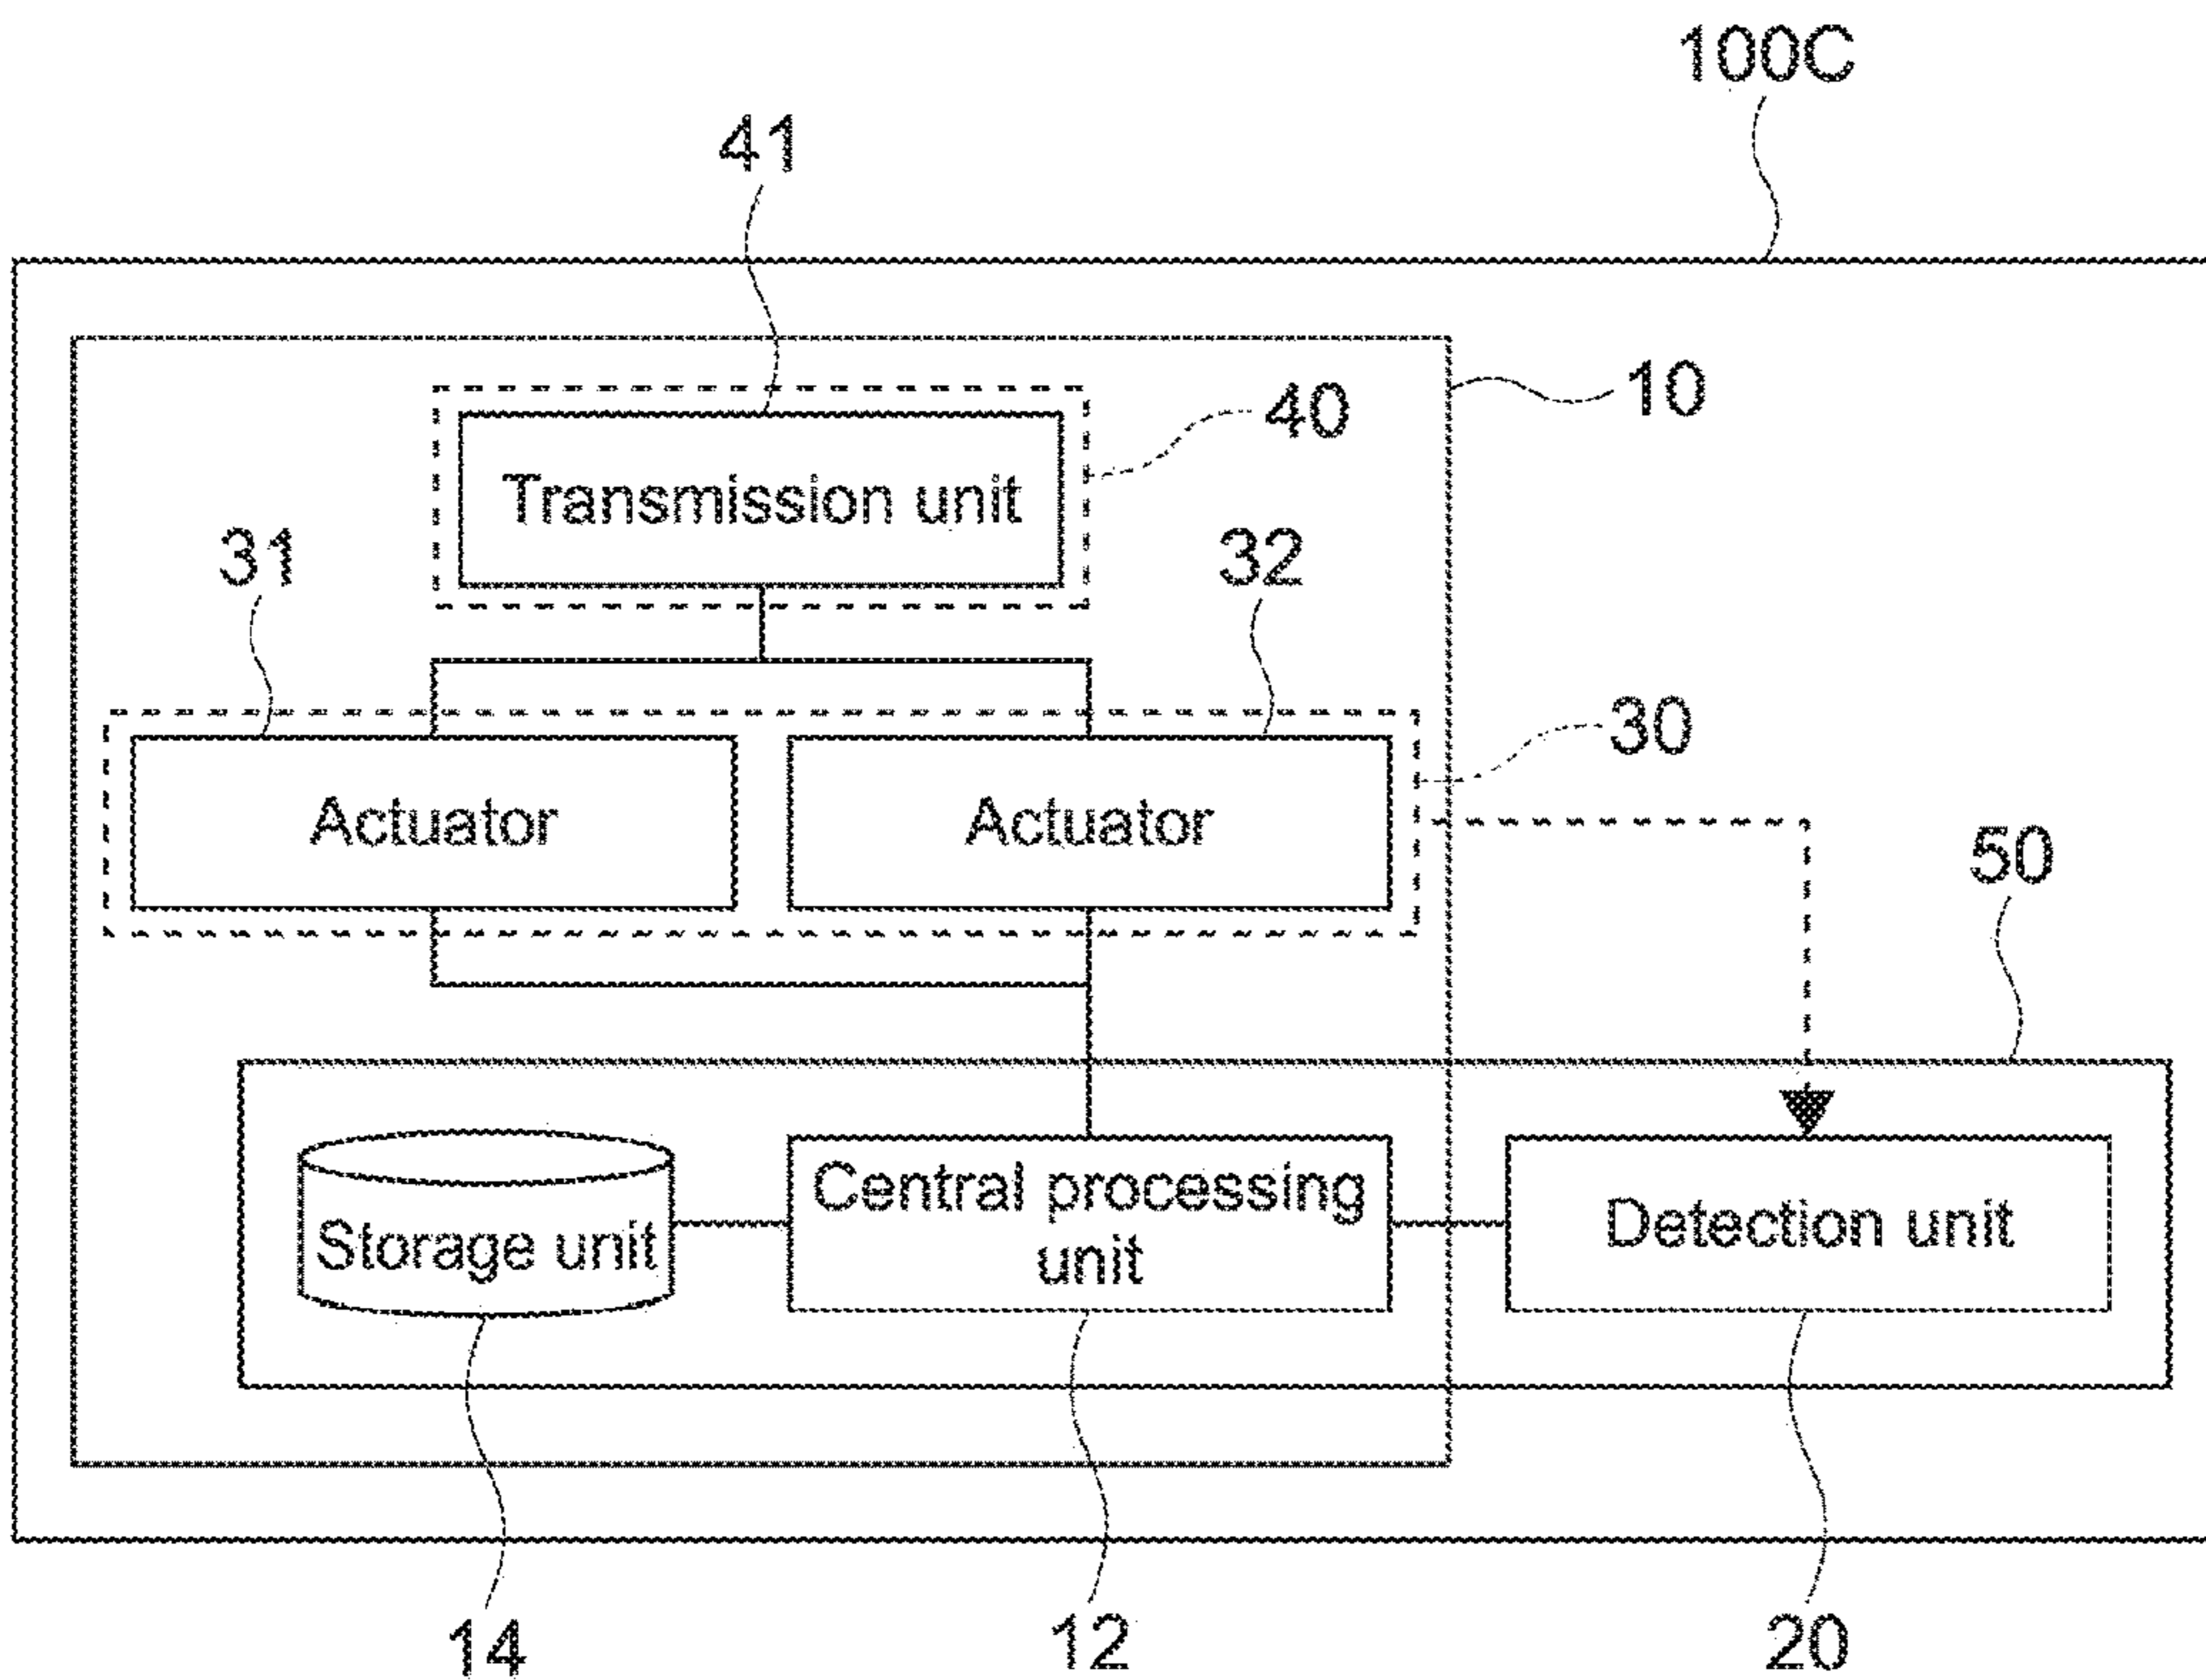 100C
41
10
40
Transmission unit
31
32
30
Actuator
Actuator
50
Storage unit
Central processing
unit
Detection unit
14
12
20